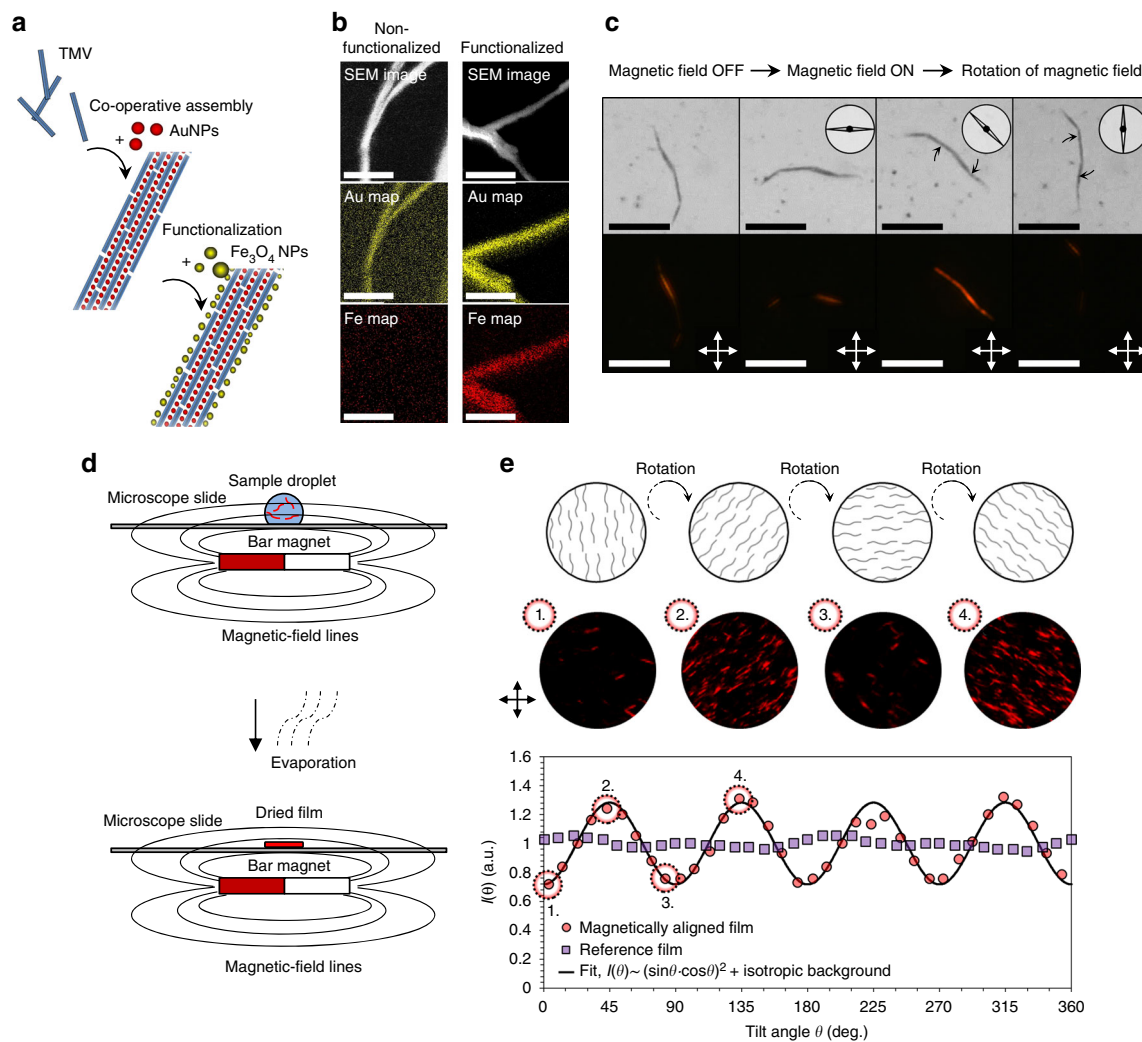 a
TMV
Co-operative assembly
+
AuNPs
Functionalization
+
Fe₃O₄ NPs
b
Non-
functionalized
Functionalized
SEM image
SEM image
Au map
Au map
Fe map
Fe map
c
Magnetic field OFF → Magnetic field ON → Rotation of magnetic field
d
Sample droplet
Microscope slide
Bar magnet
Magnetic-field lines
Evaporation
Dried film
Microscope slide
Bar magnet
Magnetic-field lines
e
Rotation
Rotation
Rotation
1.
2.
3.
4.
1.6
1.4
1.2
1
0.8
0.6
0.4
0.2
0
I(θ) (a.u.)
1.
2.
3.
4.
Magnetically aligned film
Reference film
Fit, I(θ)~ (sinθ·cosθ)² + isotropic background
0 45 90 135 180 225 270 315 360
Tilt angle θ (deg.)